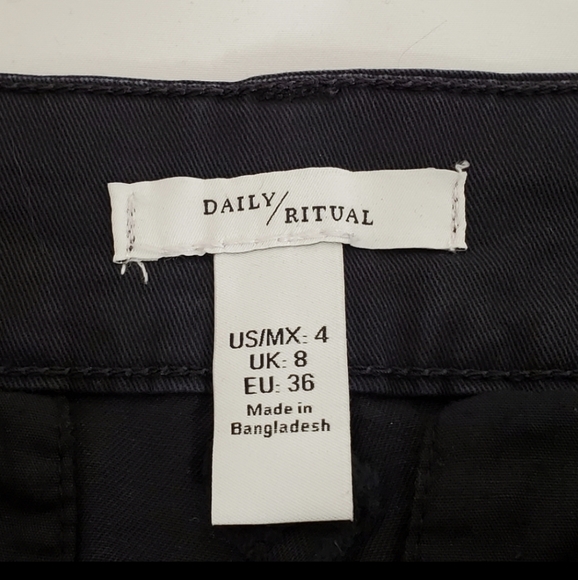 DAILY/RITUAL
US/MX: 4
UK: 8
EU: 36
Made in
Bangladesh